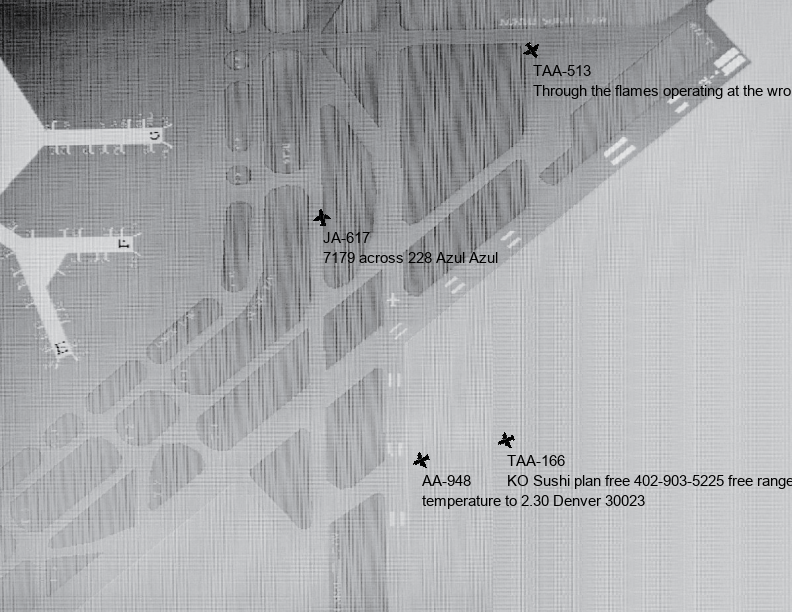 TAA-513
Through the flames operating at the wro
JA-617
7179 across 228 Azul Azul
TAA-166
KO Sushi plan free 402-903-5225 free range
AA-948
temperature to 2.30 Denver 30023